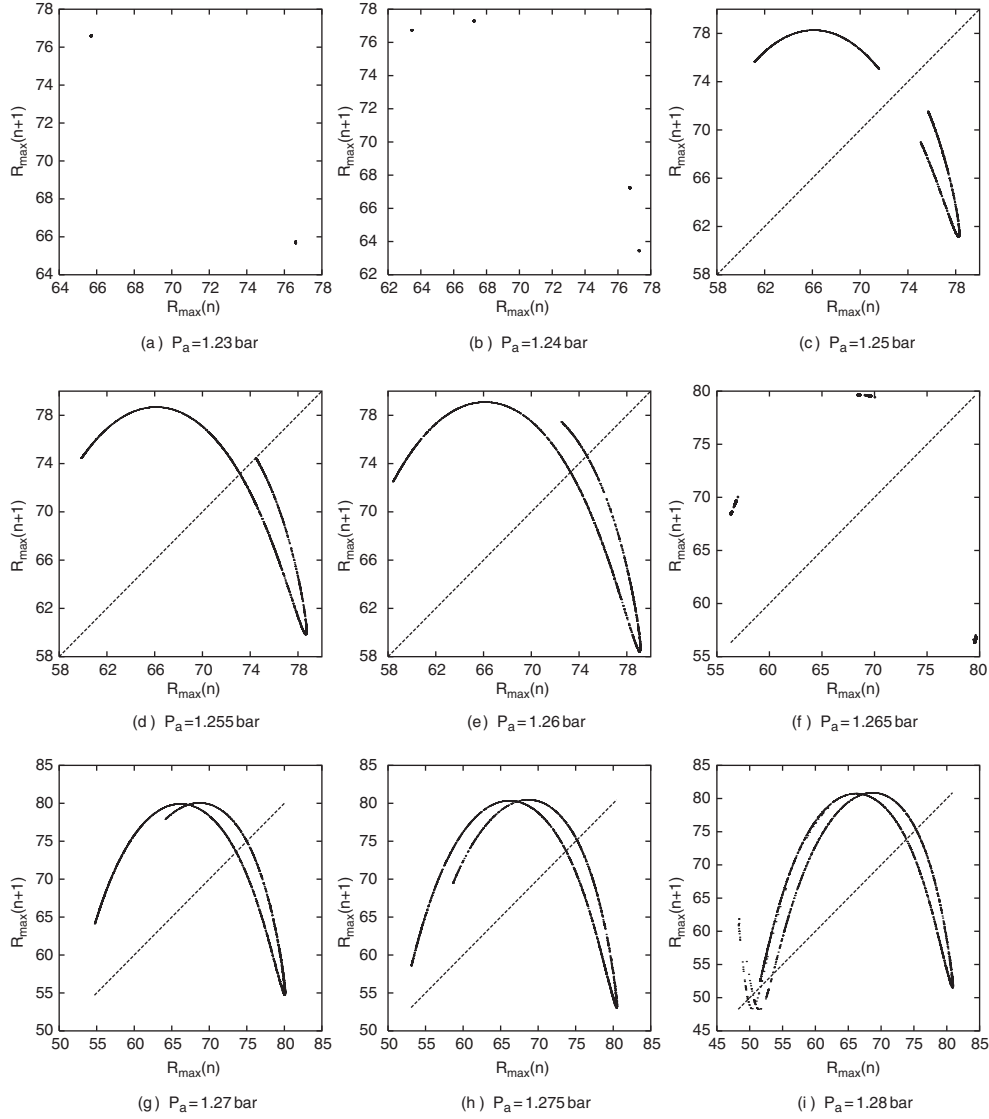 78
76
74
72
70
68
66
64
64 66 68 70 72 74 76 78
R_max(n+1)
R_max(n)
(a) P_a=1.23 bar
78
76
74
72
70
68
66
64
62
62 64 66 68 70 72 74 76 78
R_max(n+1)
R_max(n)
(b) P_a=1.24 bar
78
74
70
66
62
58
58 62 66 70 74 78
R_max(n+1)
R_max(n)
(c) P_a=1.25 bar
78
74
70
66
62
58
58 62 66 70 74 78
R_max(n+1)
R_max(n)
(d) P_a=1.255 bar
78
74
70
66
62
58
58 62 66 70 74 78
R_max(n+1)
R_max(n)
(e) P_a=1.26 bar
80
75
70
65
60
55
55 60 65 70 75 80
R_max(n+1)
R_max(n)
(f) P_a=1.265 bar
85
80
75
70
65
60
55
50
50 55 60 65 70 75 80 85
R_max(n+1)
R_max(n)
(g) P_a=1.27 bar
85
80
75
70
65
60
55
50
50 55 60 65 70 75 80 85
R_max(n+1)
R_max(n)
(h) P_a=1.275 bar
85
80
75
70
65
60
55
50
45
45 50 55 60 65 70 75 80 85
R_max(n+1)
R_max(n)
(i) P_a=1.28 bar